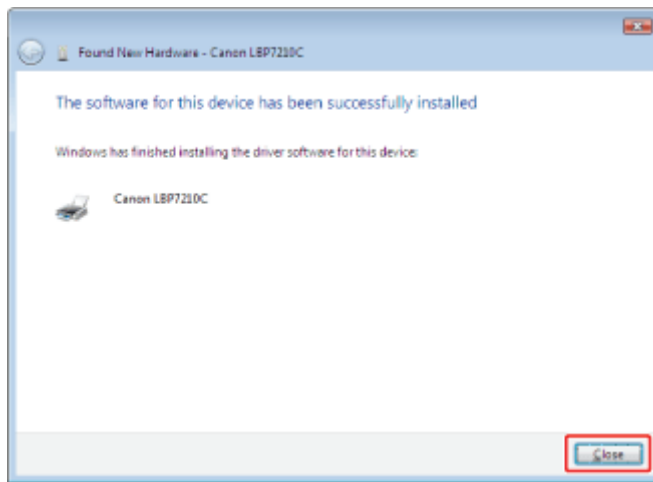 Found New Hardware - Canon LBP7210C
The software for this device has been successfully installed
Windows has finished installing the driver software for this device:
Canon LBP7210C
Close